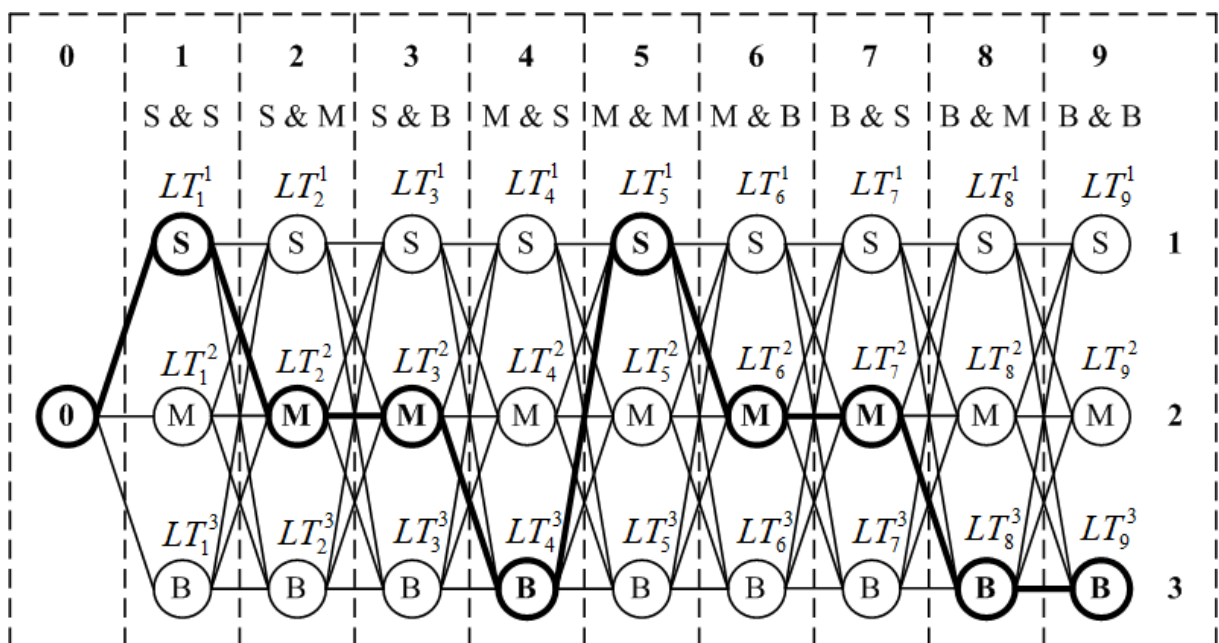 0 1 2 3 4 5 6 7 8 9
S & S S & M S & B M & S M & M M & B B & S B & M B & B
LT₁¹ LT₂¹ LT₃¹ LT₄¹ LT₅¹ LT₆¹ LT₇¹ LT₈¹ LT₉¹
S S S S S S S S S 1
LT₁² LT₂² LT₃² LT₄² LT₅² LT₆² LT₇² LT₈² LT₉²
0 M M M M M M M M M 2
LT₁³ LT₂³ LT₃³ LT₄³ LT₅³ LT₆³ LT₇³ LT₈³ LT₉³
B B B B B B B B B 3